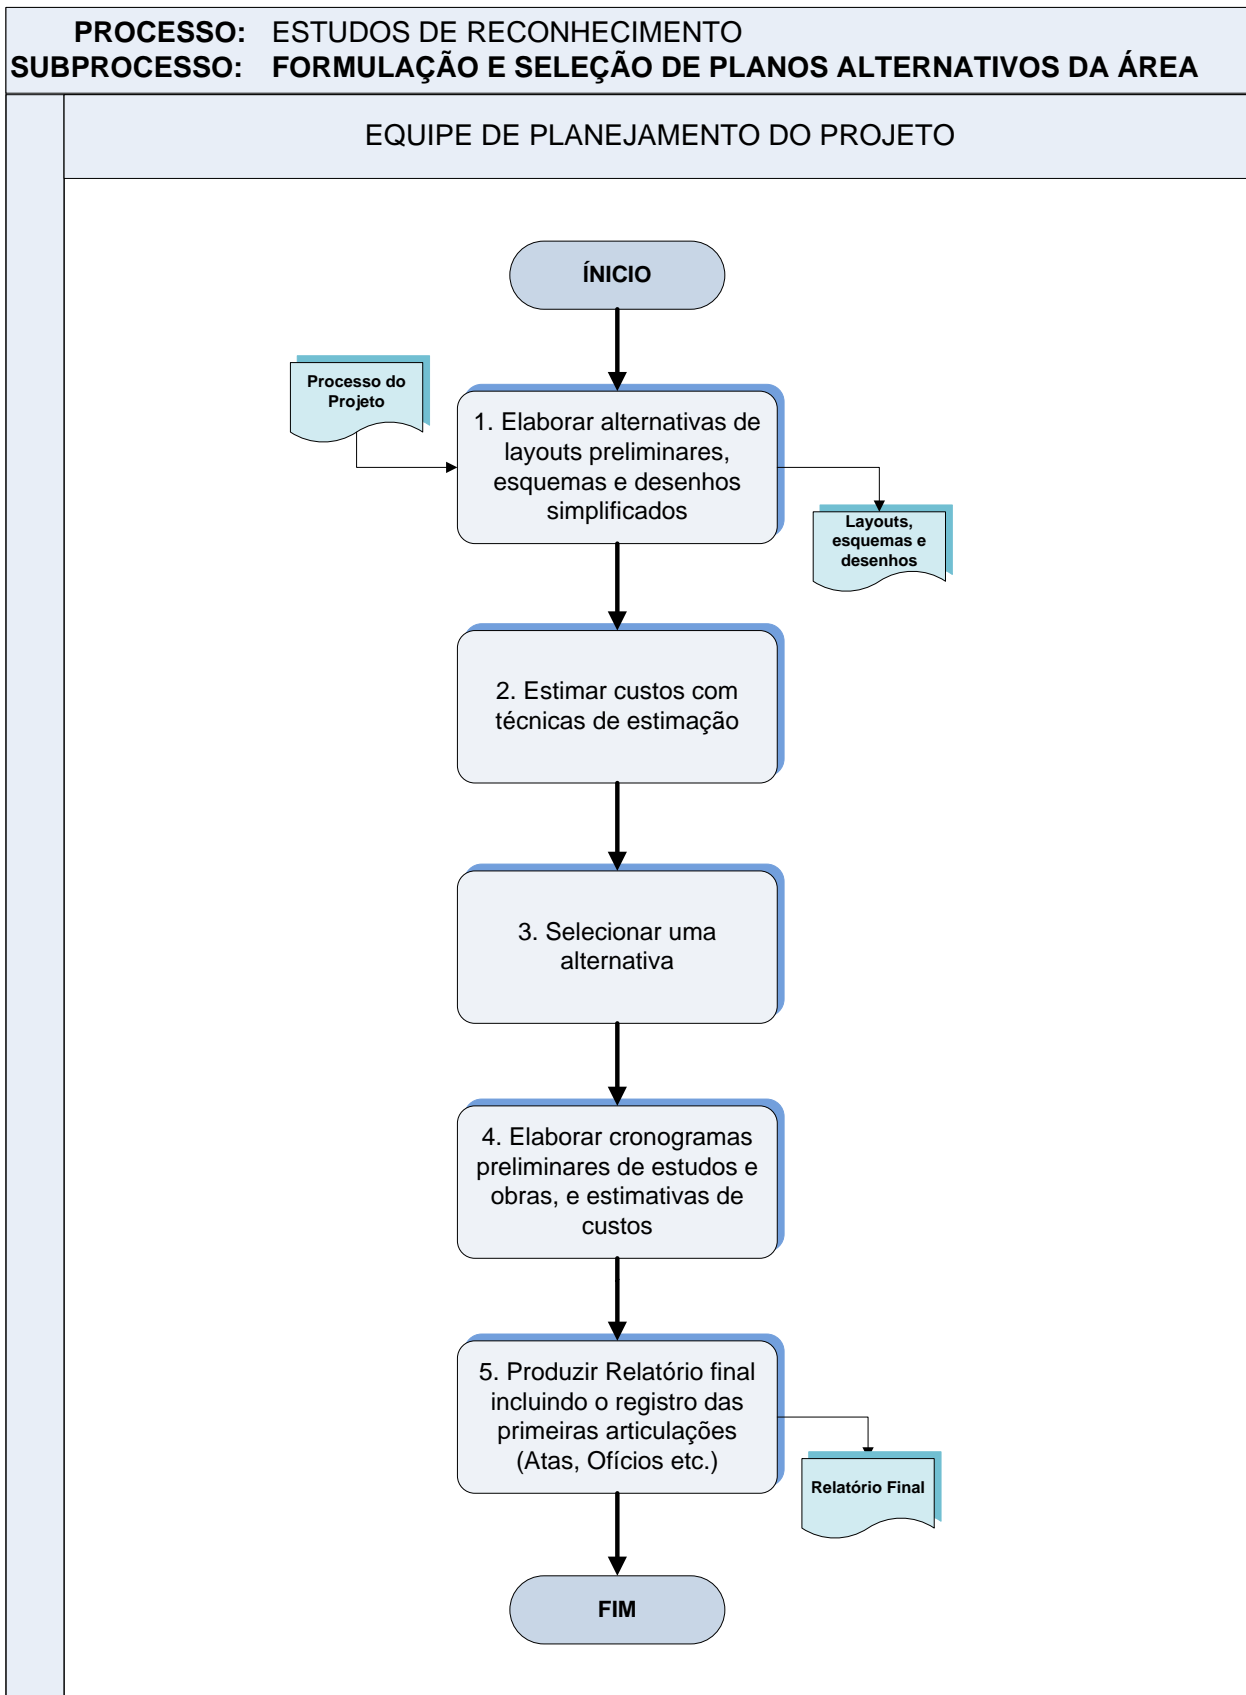 PROCESSO: ESTUDOS DE RECONHECIMENTO
SUBPROCESSO: FORMULAÇÃO E SELEÇÃO DE PLANOS ALTERNATIVOS DA ÁREA
EQUIPE DE PLANEJAMENTO DO PROJETO
ÍNICIO
Processo do
Projeto
1. Elaborar alternativas de
layouts preliminares,
esquemas e desenhos
simplificados
Layouts,
esquemas e
desenhos
2. Estimar custos com
técnicas de estimação
3. Selecionar uma
alternativa
4. Elaborar cronogramas
preliminares de estudos e
obras, e estimativas de
custos
5. Produzir Relatório final
incluindo o registro das
primeiras articulações
(Atas, Ofícios etc.)
Relatório Final
FIM